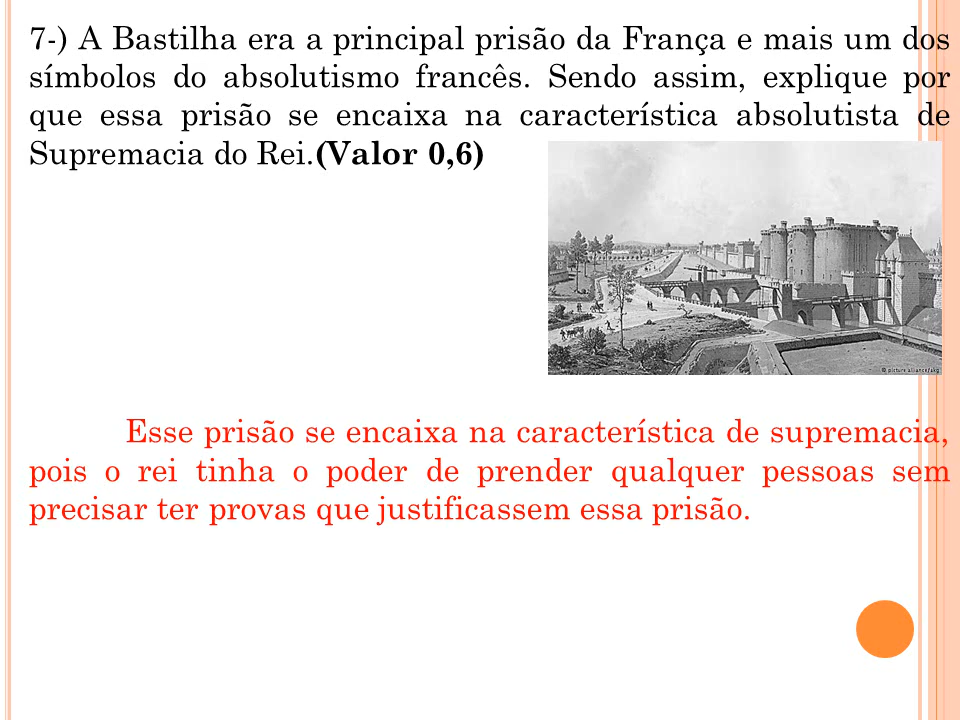 7-) A Bastilha era a principal prisão da França e mais um dos
símbolos do absolutismo francês. Sendo assim, explique por
que essa prisão se encaixa na característica absolutista de
Supremacia do Rei.(Valor 0,6)
© picture alliance/akg
Esse prisão se encaixa na característica de supremacia,
pois o rei tinha o poder de prender qualquer pessoas sem
precisar ter provas que justificassem essa prisão.